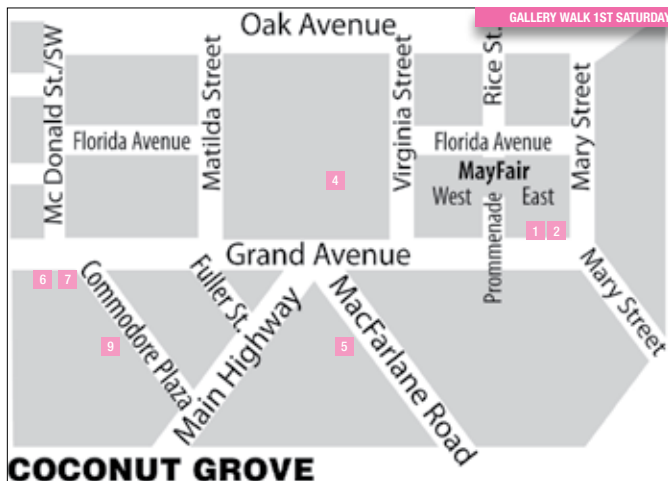 GALLERY WALK 1ST SATURDAY
Oak Avenue
Mc Donald St./SW
Matilda Street
Virginia Street
Rice St.
Mary Street
Florida Avenue
Florida Avenue
MayFair
West
East
Prommenade
4
1
2
Grand Avenue
6
7
Commodore Plaza
Fuller St.
Main Highway
MacFarlane Road
Mary Street
9
5
COCONUT GROVE